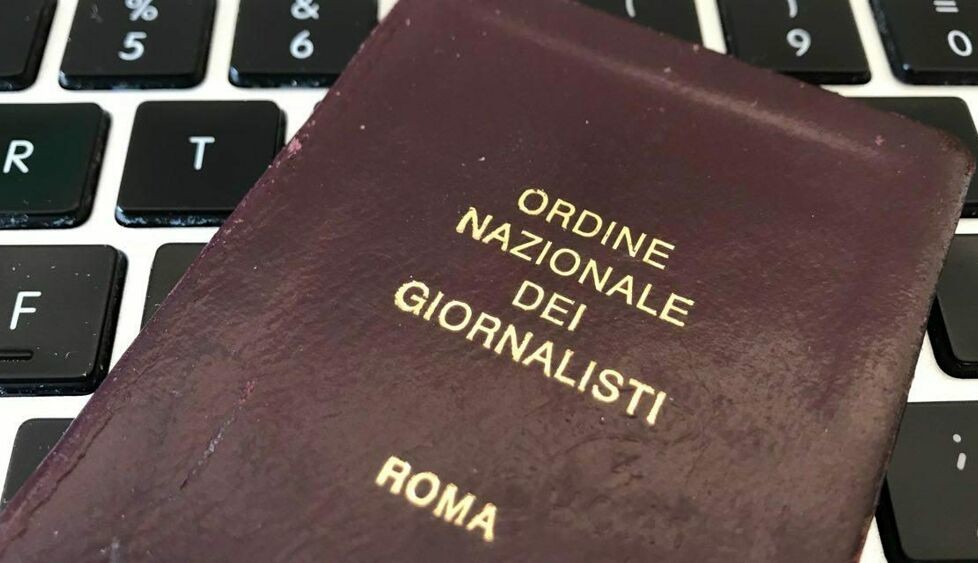 % & ( ) =
5 6 9 0
R T
F
;
ORDINE
NAZIONALE
DEI
GIORNALISTI
ROMA